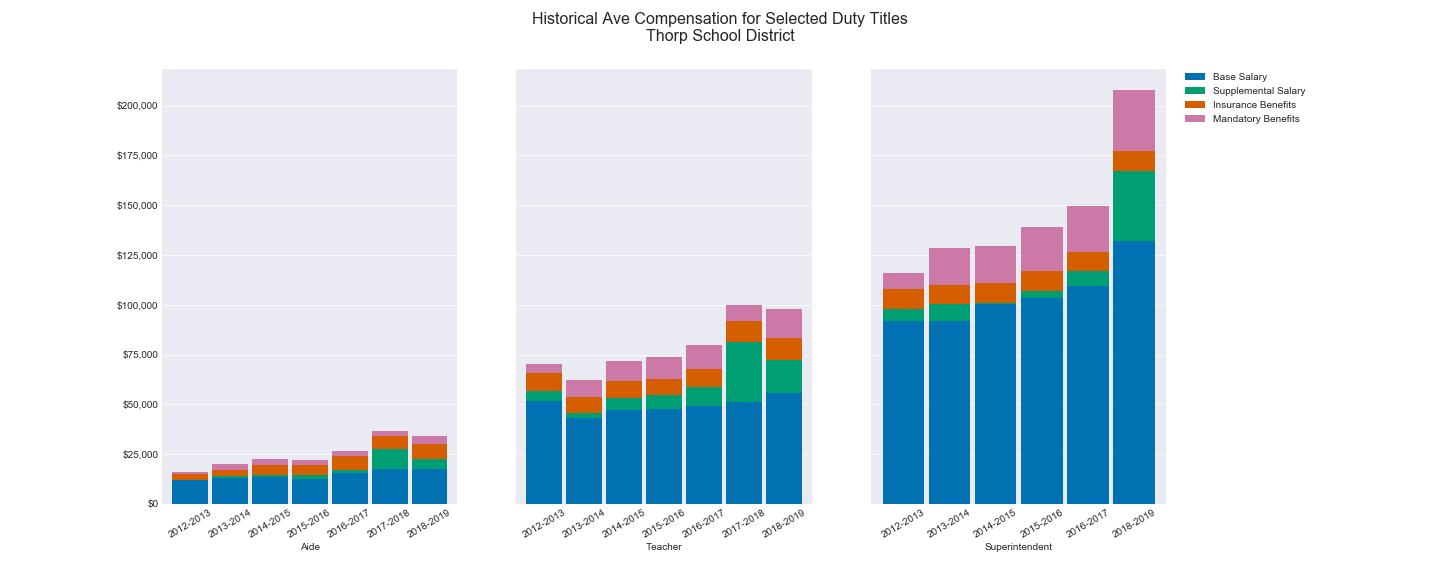 Historical Ave Compensation for Selected Duty Titles
Thorp School District
Base Salary
Supplemental Salary
Insurance Benefits
Mandatory Benefits
$200,000
$175,000
$150,000
$125,000
$100,000
$75,000
$50,000
$25,000
$0
2012-2013 2013-2014 2014-2015 2015-2016 2016-2017 2017-2018 2018-2019
Aide
2012-2013 2013-2014 2014-2015 2015-2016 2016-2017 2017-2018 2018-2019
Teacher
2012-2013 2013-2014 2014-2015 2015-2016 2016-2017 2018-2019
Superintendent